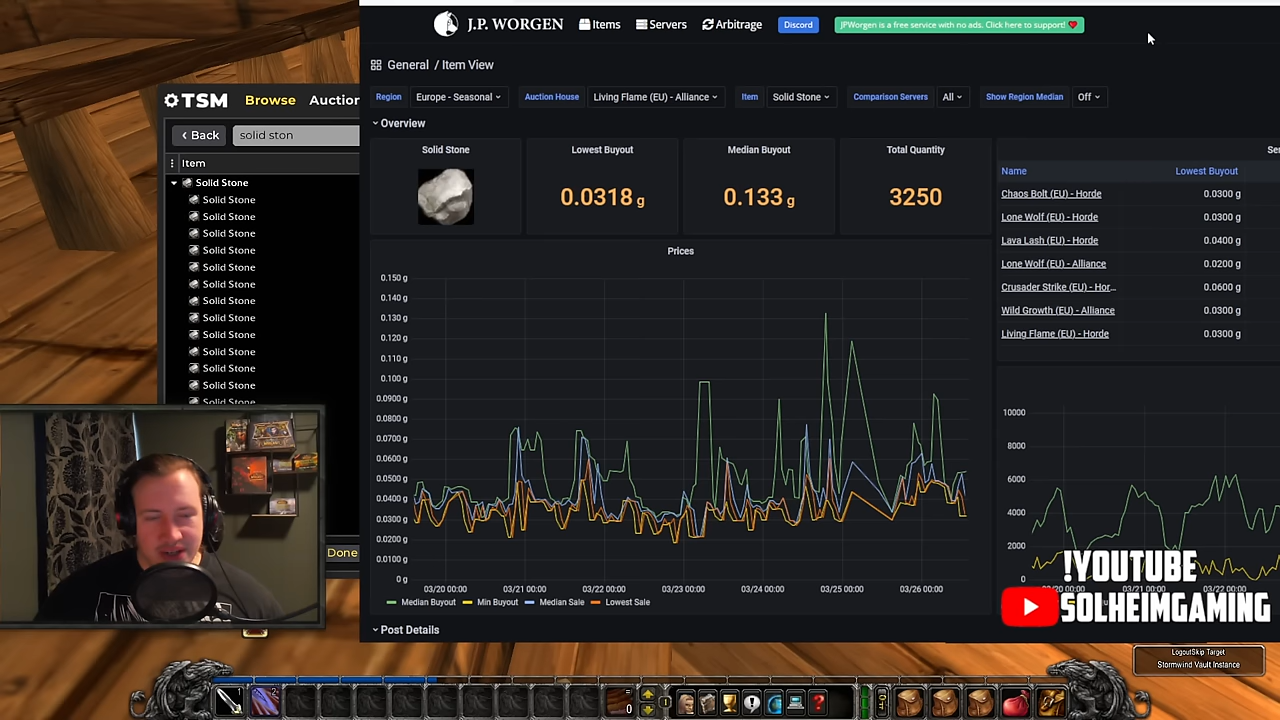 J.P. WORGEN
Items
Servers
Arbitrage
Discord
JPWorgen is a free service with no ads. Click here to support!
General / Item View
Region
Europe - Seasonal
Auction House
Living Flame (EU) - Alliance
Item
Solid Stone
Comparison Servers
All
Show Region Median
Off
Overview
Solid Stone
Lowest Buyout
0.0318 g
Median Buyout
0.133 g
Total Quantity
3250
Name
Lowest Buyout
Chaos Bolt (EU) - Horde
0.0300 g
Lone Wolf (EU) - Horde
0.0300 g
Lava Lash (EU) - Horde
0.0400 g
Lone Wolf (EU) - Alliance
0.0200 g
Crusader Strike (EU) - Hor...
0.0600 g
Wild Growth (EU) - Alliance
0.0300 g
Living Flame (EU) - Horde
0.0300 g
Prices
0.150 g
0.140 g
0.130 g
0.120 g
0.110 g
0.100 g
0.0900 g
0.0800 g
0.0700 g
0.0600 g
0.0500 g
0.0400 g
0.0300 g
0.0200 g
0.0100 g
0 g
03/20 00:00
03/21 00:00
03/22 00:00
03/23 00:00
03/24 00:00
03/25 00:00
03/26 00:00
Median Buyout
Min Buyout
Median Sale
Lowest Sale
Post Details
10000
8000
6000
4000
2000
0
TSM
Browse
Auction
Back
solid ston
Item
Solid Stone
Solid Stone
Solid Stone
Solid Stone
Solid Stone
Solid Stone
Solid Stone
Solid Stone
Solid Stone
Solid Stone
Solid Stone
Solid Stone
Solid Stone
Solid Stone
Done
!YOUTUBE
SOLHEIMGAMING
LogoutSkip Target
Stormwind Vault Instance